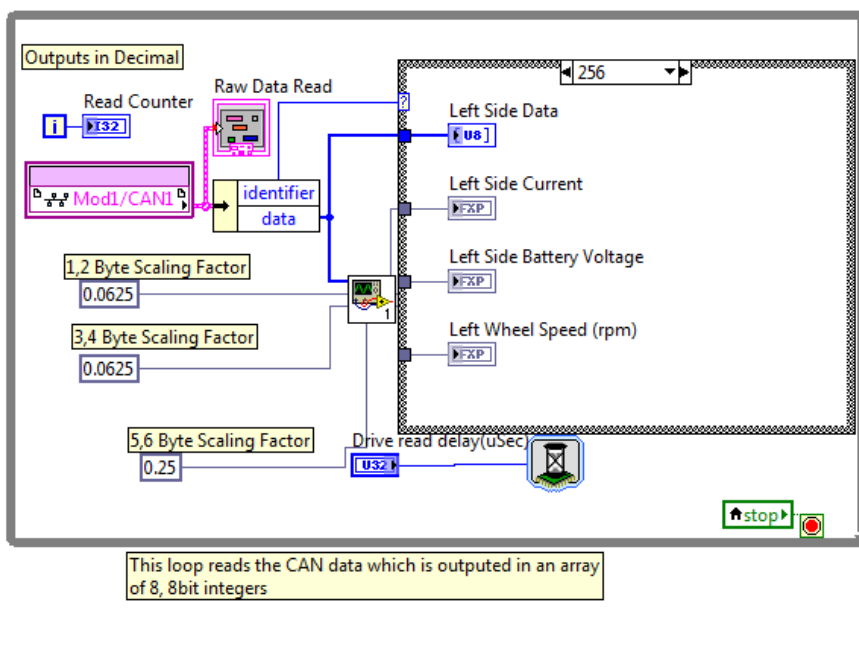 Outputs in Decimal
256
Read Counter
Raw Data Read
i
I32
?
Left Side Data
U8
identifier
Mod1/CAN1
data
Left Side Current
FXP
1,2 Byte Scaling Factor
0.0625
Left Side Battery Voltage
FXP
1
3,4 Byte Scaling Factor
0.0625
Left Wheel Speed (rpm)
FXP
5,6 Byte Scaling Factor
0.25
Drive read delay(uSec)
U32
stop
This loop reads the CAN data which is outputed in an array
of 8, 8bit integers